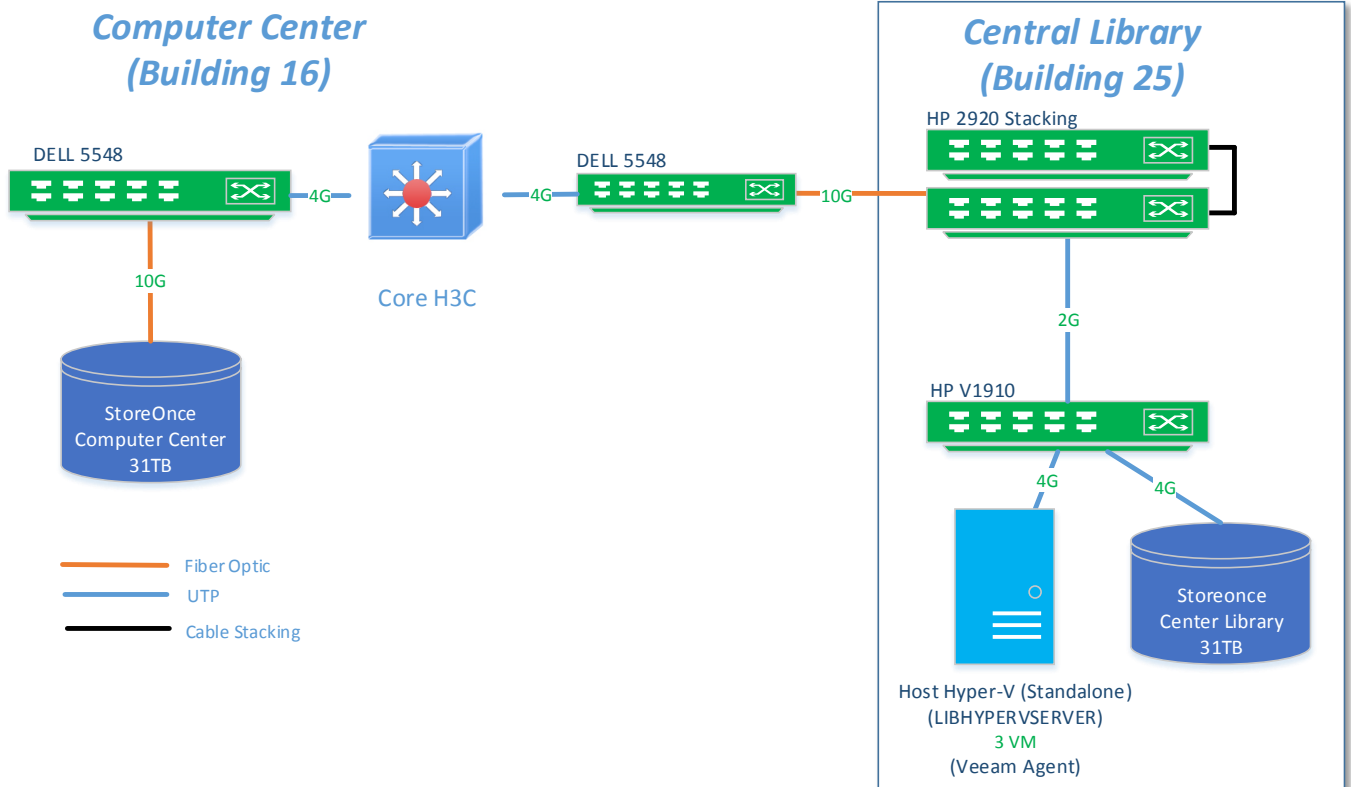 Computer Center
(Building 16)
Central Library
(Building 25)
HP 2920 Stacking
DELL 5548
DELL 5548
4G
4G
10G
10G
Core H3C
2G
HP V1910
StoreOnce
Computer Center
31TB
4G
4G
Fiber Optic
UTP
Cable Stacking
Storeonce
Center Library
31TB
Host Hyper-V (Standalone)
(LIBHYPERVSERVER)
3 VM
(Veeam Agent)